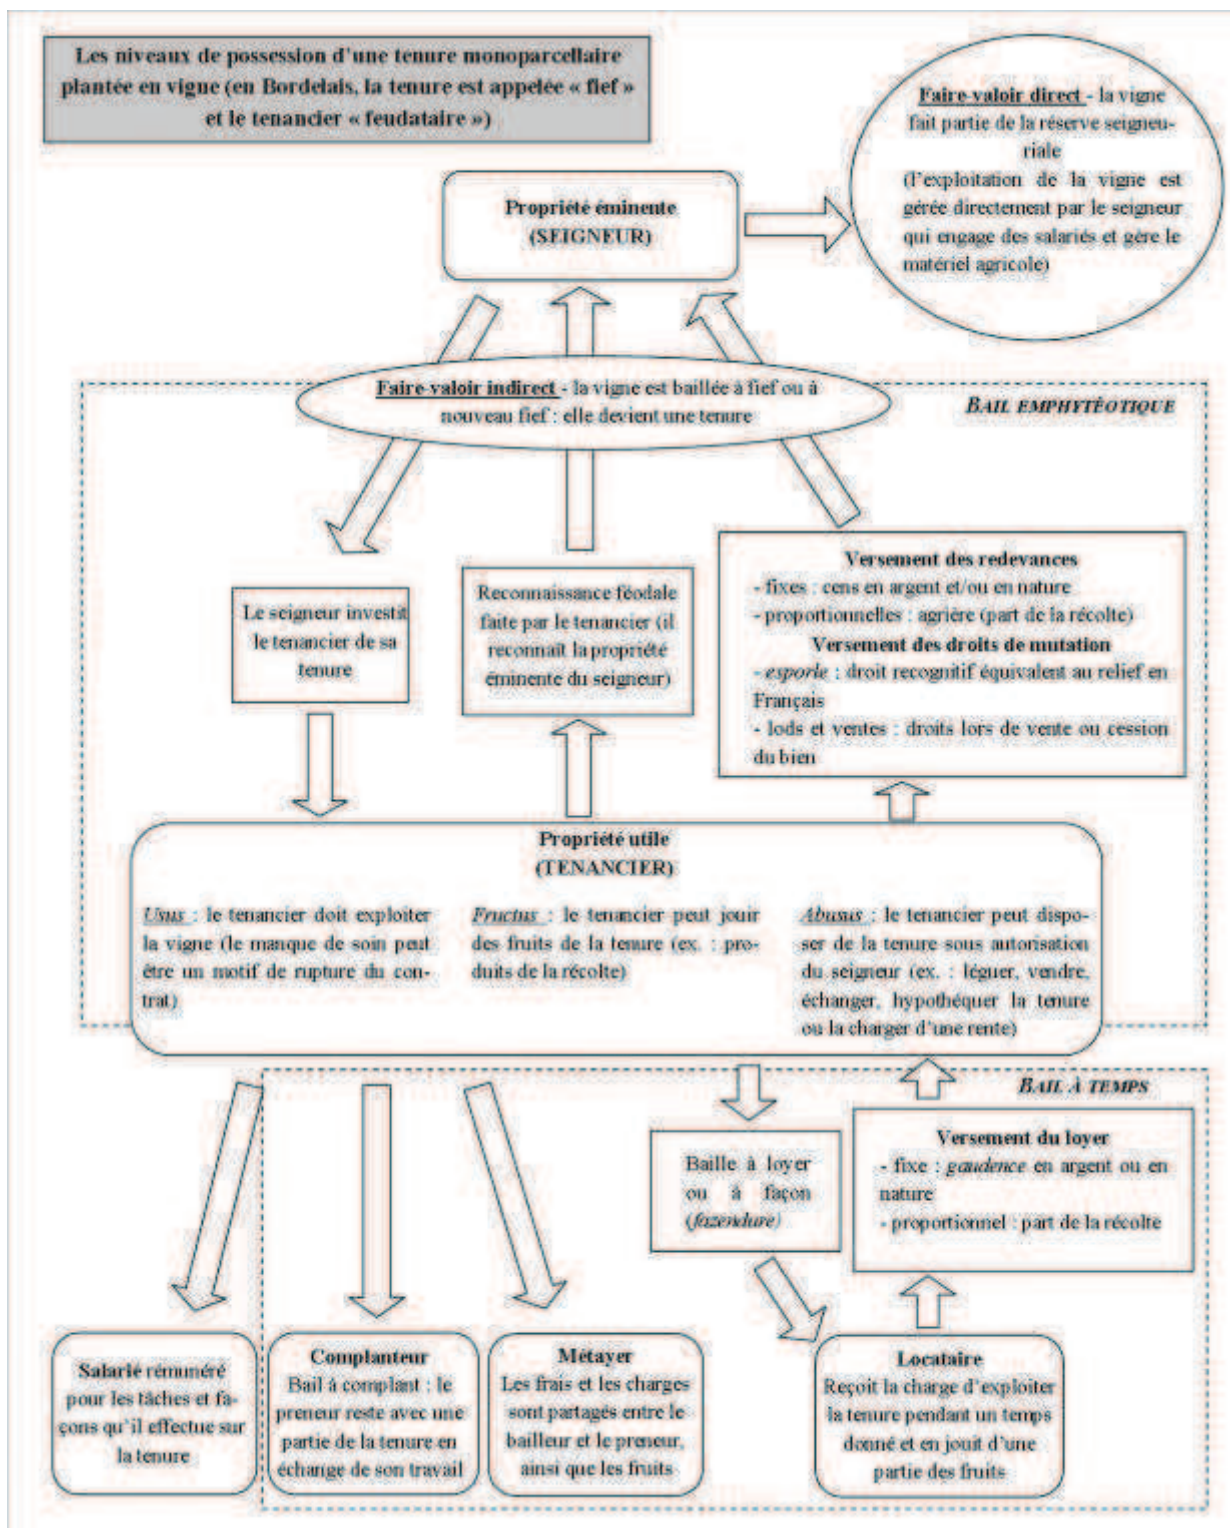 Les niveaux de possession d'une tenure monoparcellaire
plantée en vigne (en Bordelais, la tenure est appelée « fief »
et le tenancier « feudataire »)
Faire-valoir direct - la vigne
fait partie de la réserve seigneu-
riale
(l'exploitation de la vigne est
gérée directement par le seigneur
qui engage des salariés et gère le
matériel agricole)
Propriété éminente
(SEIGNEUR)
Faire-valoir indirect - la vigne est baillée à fief ou à
nouveau fief : elle devient une tenure
BAIL EMPHYTÉOTIQUE
Le seigneur investit
le tenancier de sa
tenure
Reconnaissance féodale
faite par le tenancier (il
reconnaît la propriété
éminente du seigneur)
Versement des redevances
- fixes : cens en argent et/ou en nature
- proportionnelles : agrière (part de la récolte)
Versement des droits de mutation
- esporle : droit recognitif équivalent au relief en
Français
- lods et ventes : droits lors de vente ou cession
du bien
Propriété utile
(TENANCIER)
Usus : le tenancier doit exploiter
la vigne (le manque de soin peut
être un motif de rupture du con-
trat)
Fructus : le tenancier peut jouir
des fruits de la tenure (ex. : pro-
duits de la récolte)
Abusus : le tenancier peut dispo-
ser de la tenure sous autorisation
du seigneur (ex. : léguer, vendre,
échanger, hypothéquer la tenure
ou la charger d'une rente)
BAIL À TEMPS
Baille à loyer
ou à façon
(fazendure)
Versement du loyer
- fixe : gaudence en argent ou en
nature
- proportionnel : part de la récolte
Salarié rémunéré
pour les tâches et fa-
çons qu'il effectue sur
la tenure
Complanteur
Bail à complant : le
preneur reste avec une
partie de la tenure en
échange de son travail
Métayer
Les frais et les charges
sont partagés entre le
bailleur et le preneur,
ainsi que les fruits
Locataire
Reçoit la charge d'exploiter
la tenure pendant un temps
donné et en jouit d'une
partie des fruits